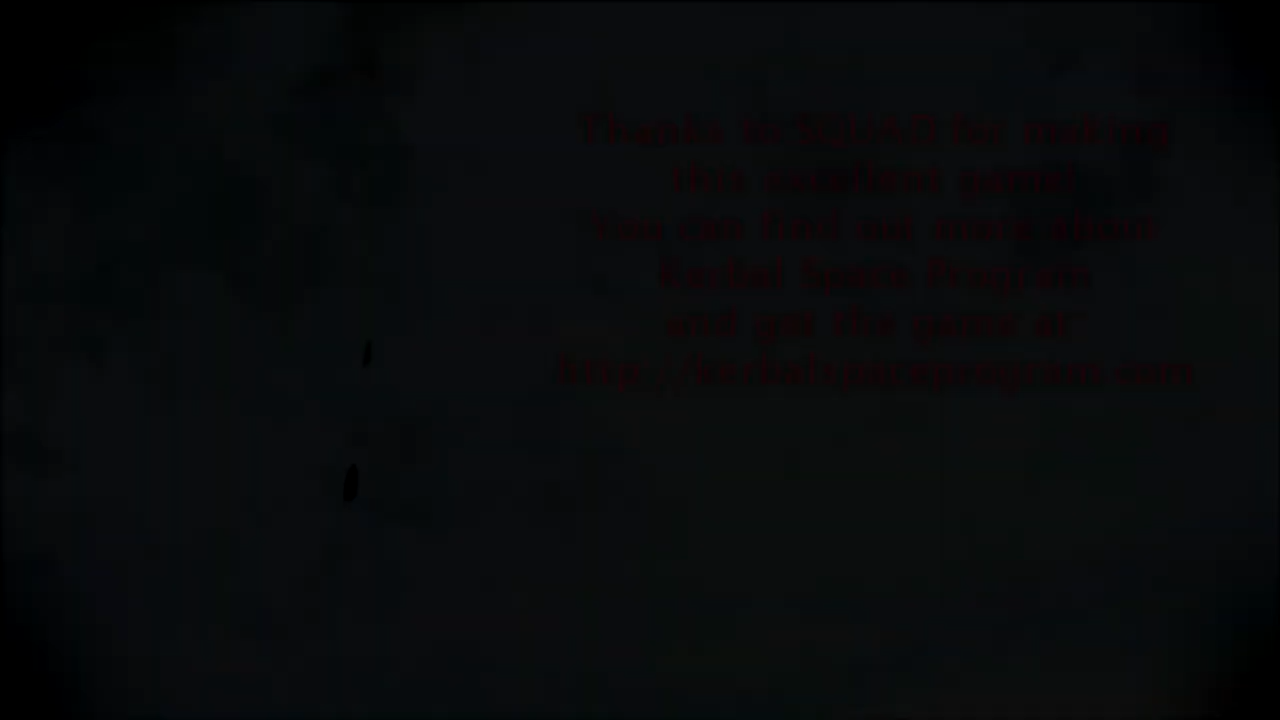 Thanks to SQUAD for making
this excellent game!
You can find out more about
Kerbal Space Program
and get the game at
http://kerbalspaceprogram.com